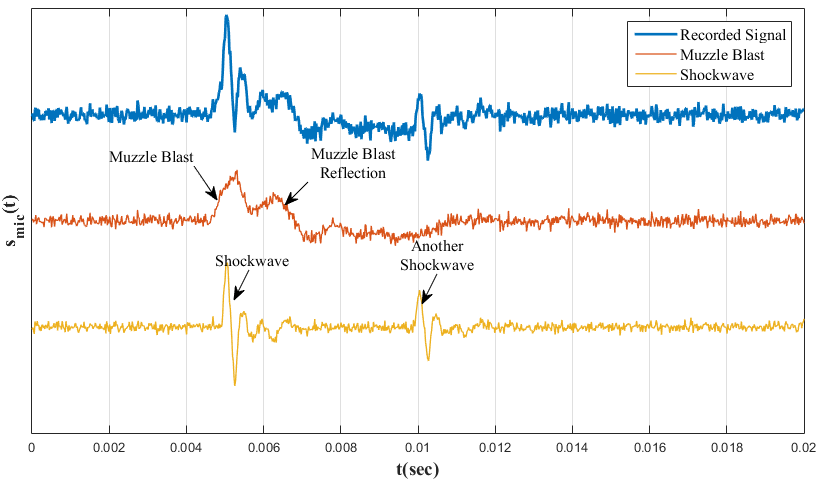 Recorded Signal
Muzzle Blast
Shockwave
Muzzle Blast
Muzzle Blast
Reflection
Shockwave
Another
Shockwave
s_mic(t)
0 0.002 0.004 0.006 0.008 0.01 0.012 0.014 0.016 0.018 0.02
t(sec)